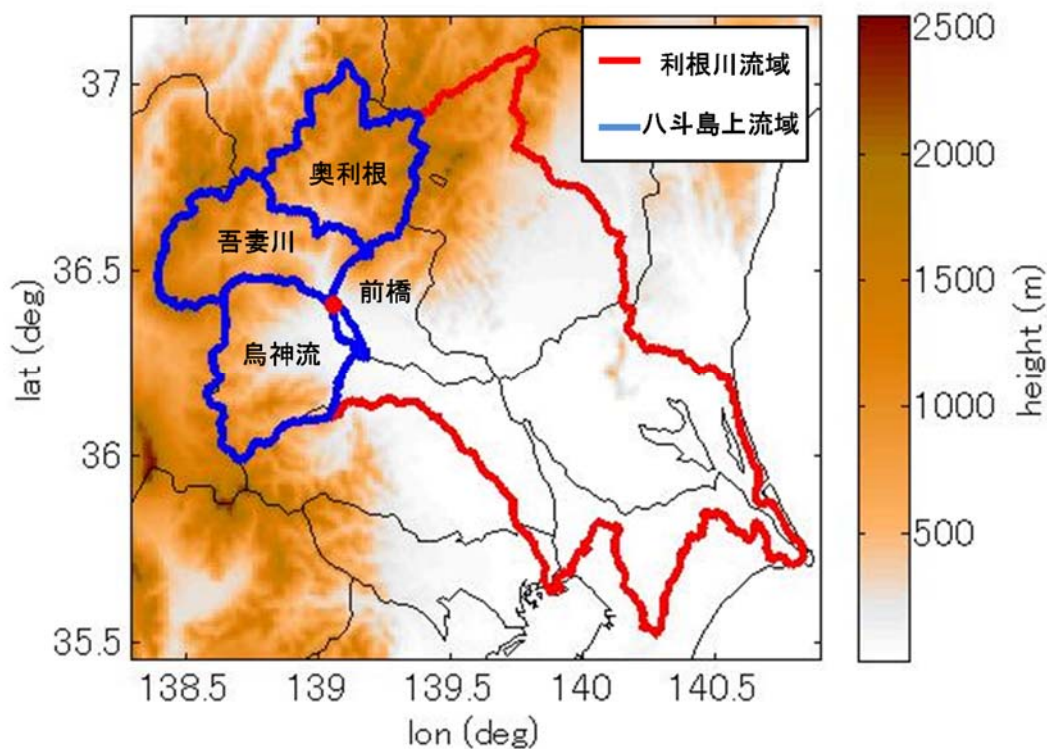 利根川流域
八斗島上流域
奥利根
吾妻川
前橋
烏神流
37
36.5
36
35.5
138.5
139
139.5
140
140.5
lat (deg)
lon (deg)
2500
2000
1500
1000
500
height (m)